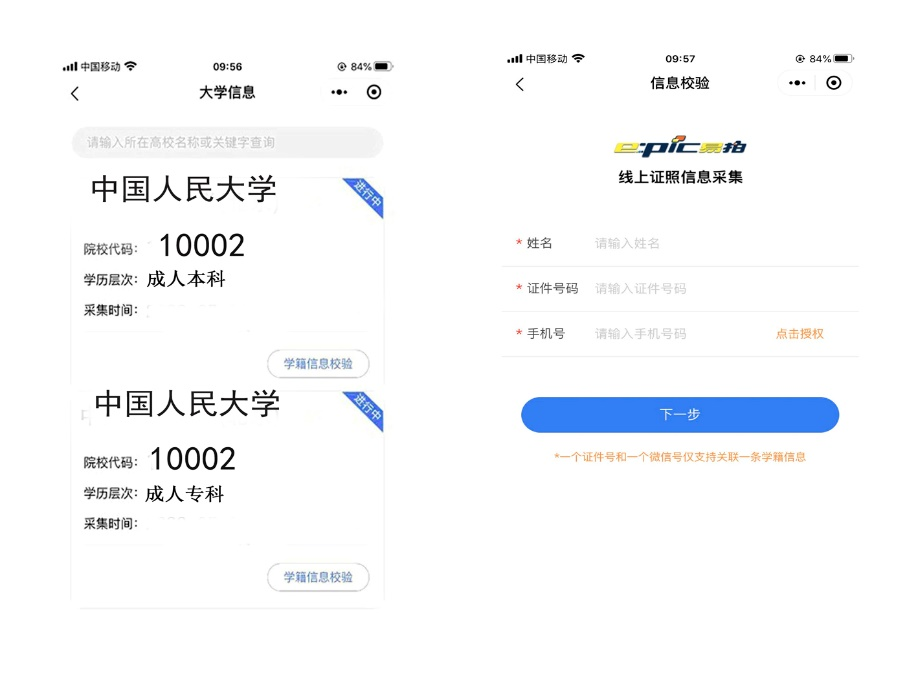 中国移动 09:56 84%
大学信息
请输入所在高校名称或关键字查询
中国人民大学
进行中
院校代码: 10002
学历层次: 成人本科
采集时间:
学籍信息校验
中国人民大学
进行中
院校代码: 10002
学历层次: 成人专科
采集时间:
学籍信息校验
中国移动 09:57 84%
信息校验
epic易拍
线上证照信息采集
* 姓名 请输入姓名
* 证件号码 请输入证件号码
* 手机号 请输入手机号码 点击授权
下一步
*一个证件号和一个微信号仅支持关联一条学籍信息